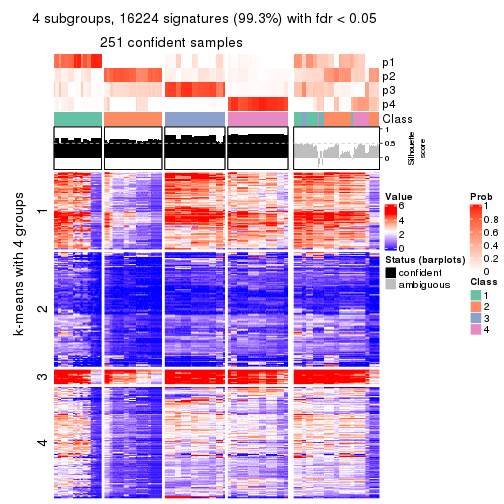 4 subgroups, 16224 signatures (99.3%) with fdr < 0.05
251 confident samples
p1
p2
p3
p4
Class
1
0.5
0
Silhouette
score
k-means with 4 groups
1
2
3
4
Value
6
4
2
0
Status (barplots)
confident
ambiguous
Prob
1
0.8
0.6
0.4
0.2
0
Class
1
2
3
4